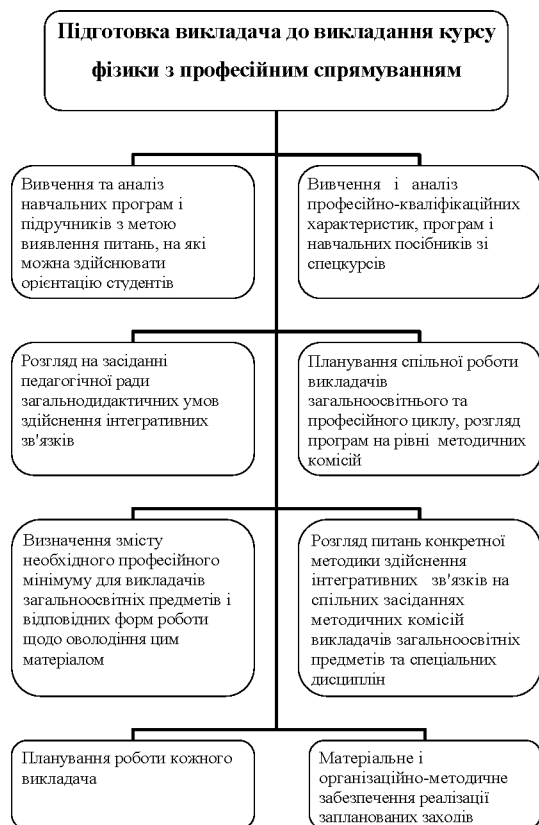 Підготовка викладача до викладання курсу
фізики з професійним спрямуванням
Вивчення та аналіз
навчальних програм і
підручників з метою
виявлення питань, на які
можна здійснювати
орієнтацію студентів
Вивчення і аналіз
професійно-кваліфікаційних
характеристик, програм і
навчальних посібників зі
спецкурсів
Розгляд на засіданні
педагогічної ради
загальнодидактичних умов
здійснення інтегративних
зв'язків
Планування спільної роботи
викладачів
загальноосвітнього та
професійного циклу, розгляд
програм на рівні методичних
комісій
Визначення змісту
необхідного професійного
мінімуму для викладачів
загальноосвітніх предметів і
відповідних форм роботи
щодо оволодіння цим
матеріалом
Розгляд питань конкретної
методики здійснення
інтегративних зв'язків на
спільних засіданнях
методичних комісій
викладачів загальноосвітніх
предметів та спеціальних
дисциплін
Планування роботи кожного
викладача
Матеріальне і
організаційно-методичне
забезпечення реалізації
запланованих заходів